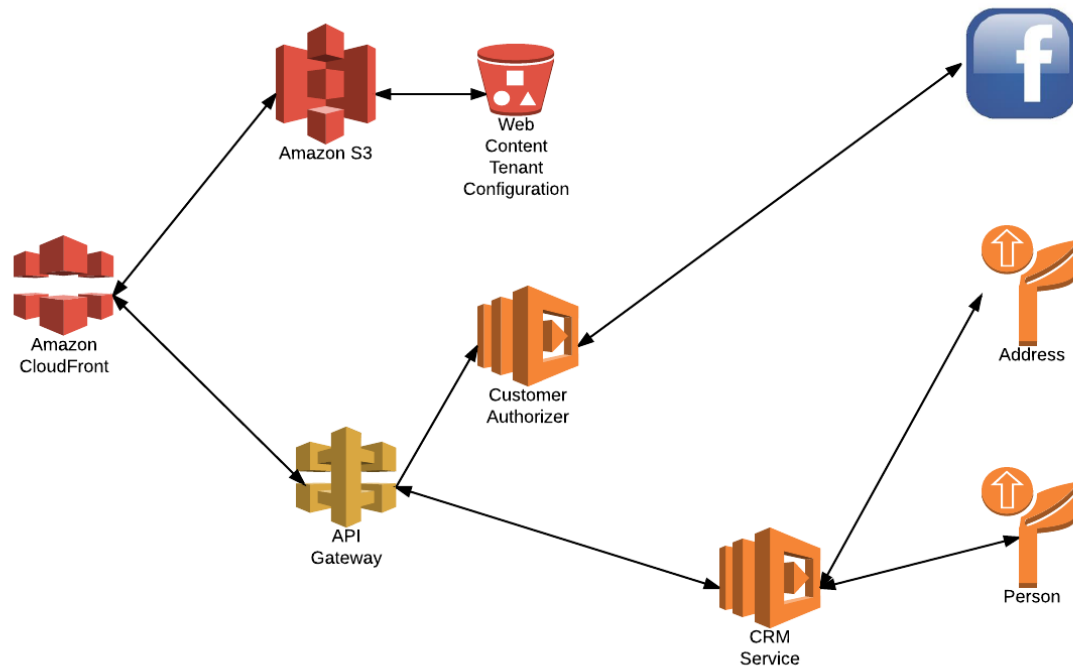 Amazon S3
Web
Content
Tenant
Configuration
f
Amazon
CloudFront
Customer
Authorizer
Address
API
Gateway
Person
CRM
Service